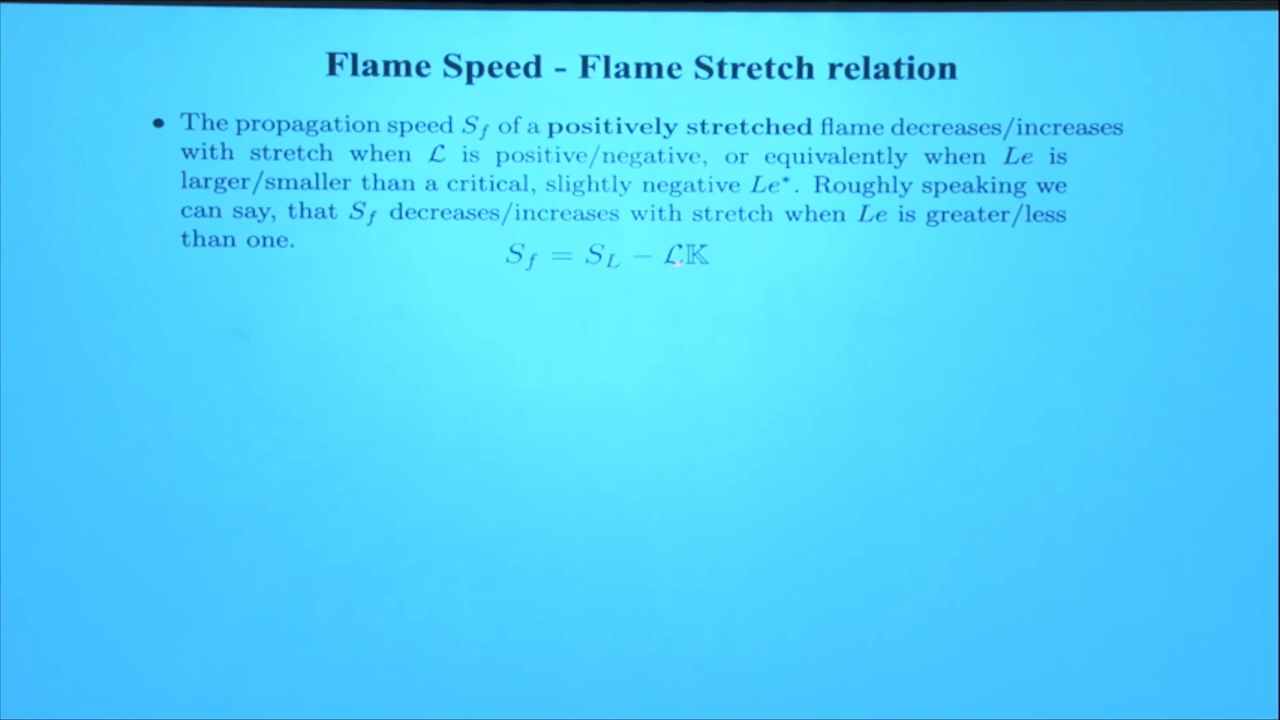 Flame Speed - Flame Stretch relation
• The propagation speed S_f of a positively stretched flame decreases/increases
with stretch when ℒ is positive/negative, or equivalently when Le is
larger/smaller than a critical, slightly negative Le*. Roughly speaking we
can say, that S_f decreases/increases with stretch when Le is greater/less
than one.
S_f = S_L − ℒ𝕂